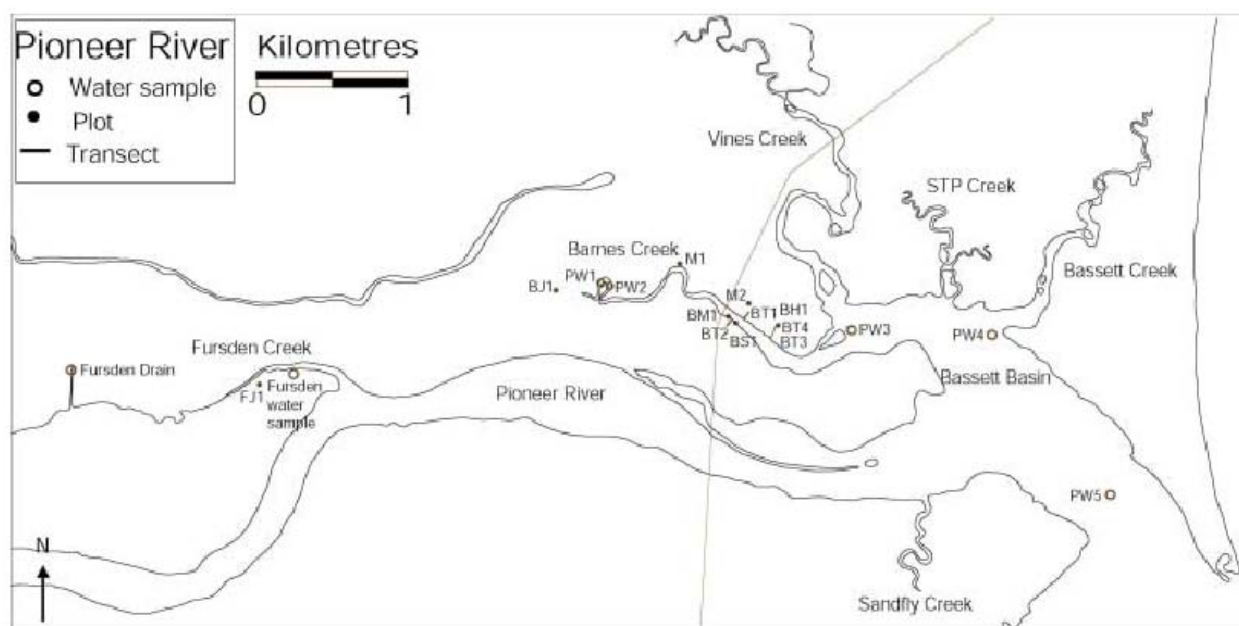 Pioneer River
Water sample
Plot
Transect
Kilometres
0 1
Vines Creek
STP Creek
Barnes Creek
M1
Bassett Creek
PW1
PW2
BJ1
M2
BM1
BT1
BH1
BT4
BT2
BS1
BT3
PW3
PW4
Fursden Creek
Fursden Drain
FJ1
Fursden
water
sample
Pioneer River
Bassett Basin
PW5
N
Sandfly Creek